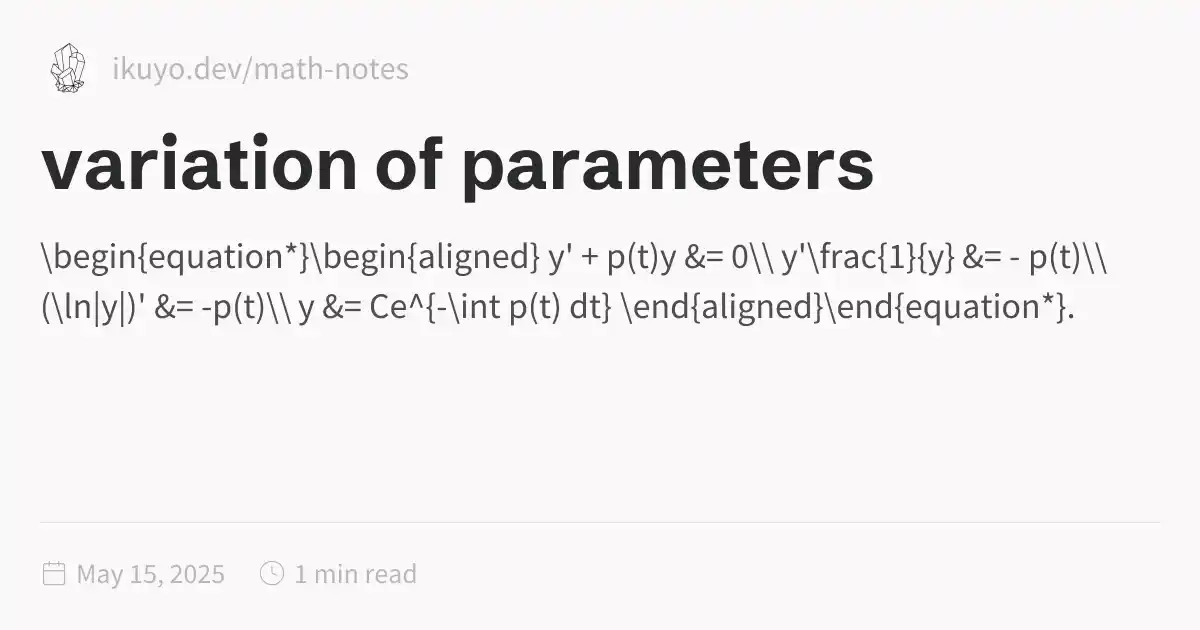 ikuyo.dev/math-notes
variation of parameters
\begin{equation*}\begin{aligned} y' + p(t)y &= 0\\ y'\frac{1}{y} &= - p(t)\\
(\ln|y|)' &= -p(t)\\ y &= Ce^{-\int p(t) dt} \end{aligned}\end{equation*}.
May 15, 2025 1 min read